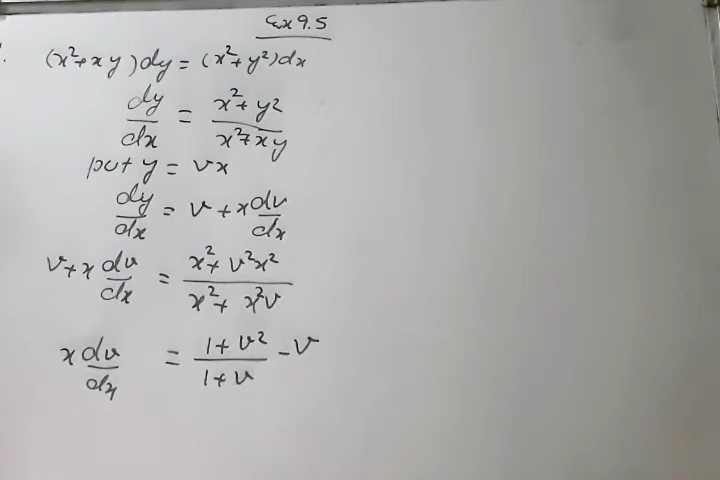 Ex 9.5
1. (x²+xy)dy = (x²+y²)dx
dy/dx = (x²+y²)/(x²+xy)
put y = vx
dy/dx = v + x dv/dx
v+x dv/dx = (x²+v²x²)/(x²+x²v)
x dv/dx = (1+v²)/(1+v) - v